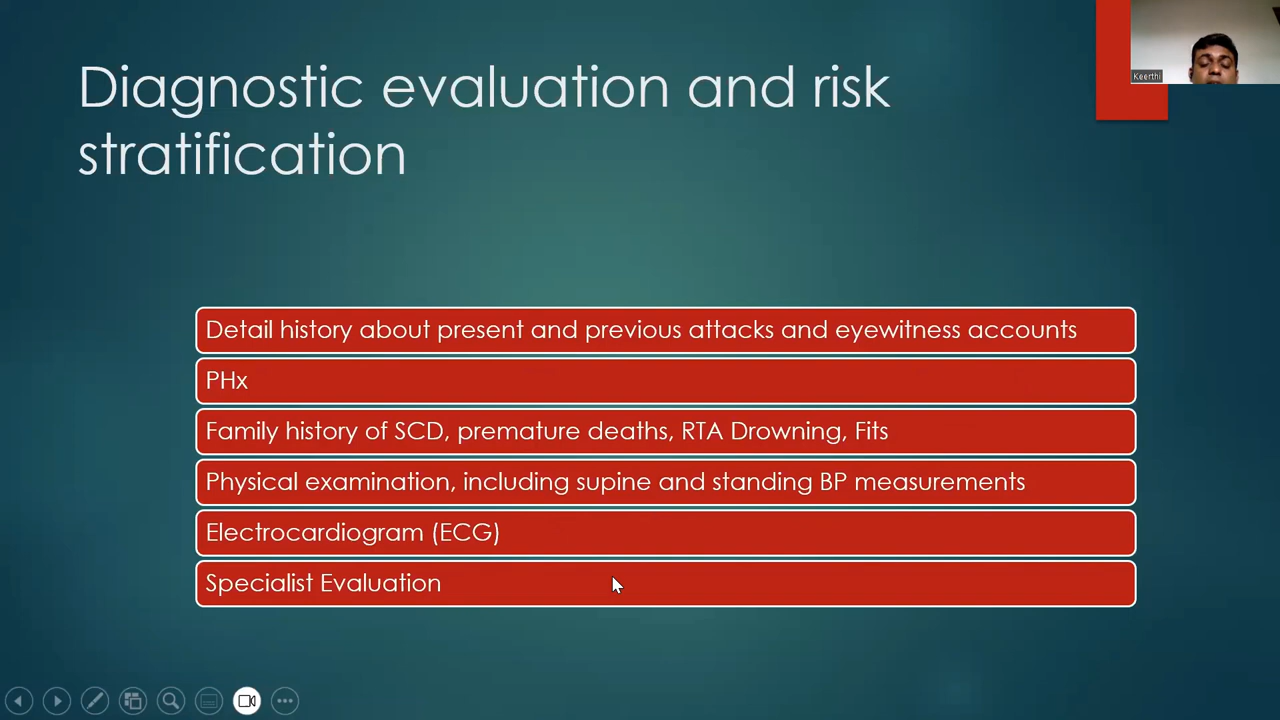 Diagnostic evaluation and risk
stratification
Keerthi
Detail history about present and previous attacks and eyewitness accounts
PHx
Family history of SCD, premature deaths, RTA Drowning, Fits
Physical examination, including supine and standing BP measurements
Electrocardiogram (ECG)
Specialist Evaluation